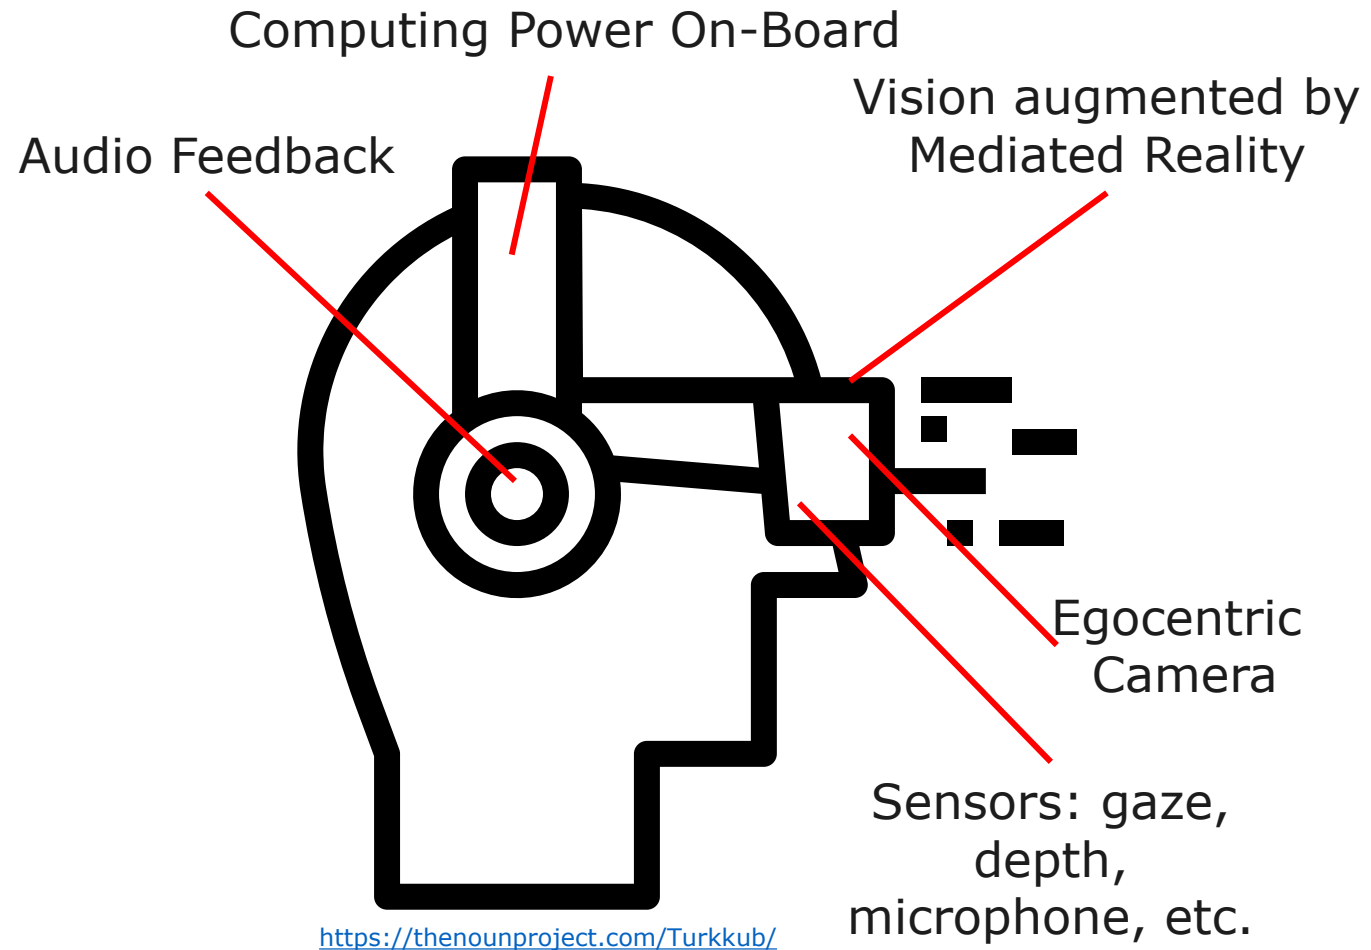 Computing Power On-Board
Vision augmented by
Mediated Reality
Audio Feedback
Egocentric
Camera
Sensors: gaze,
depth,
microphone, etc.
https://thenounproject.com/Turkkub/